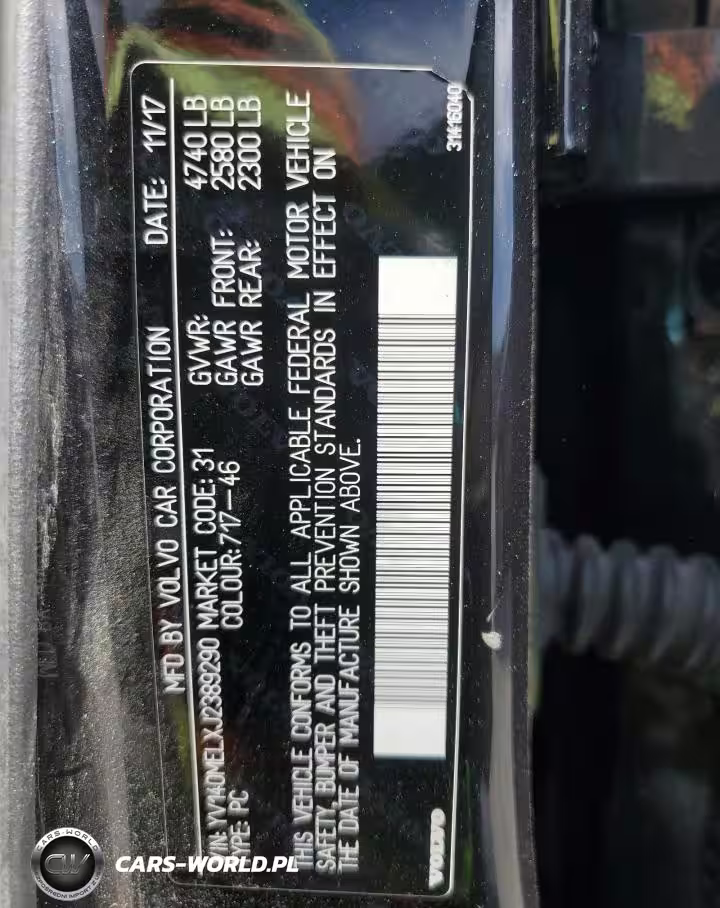 MFD BY VOLVO CAR CORPORATION DATE: 11/17
VIN: YV140MELXJ2389290 MARKET CODE: 31 GVWR: 4740 LB
TYPE: PC COLOUR: 717-46 GAWR FRONT: 2580 LB
GAWR REAR: 2300 LB
THIS VEHICLE CONFORMS TO ALL APPLICABLE FEDERAL MOTOR VEHICLE
SAFETY, BUMPER AND THEFT PREVENTION STANDARDS IN EFFECT ON
THE DATE OF MANUFACTURE SHOWN ABOVE.
VOLVO
31416040
CARS-WORLD
CW
CARS-WORLD.PL